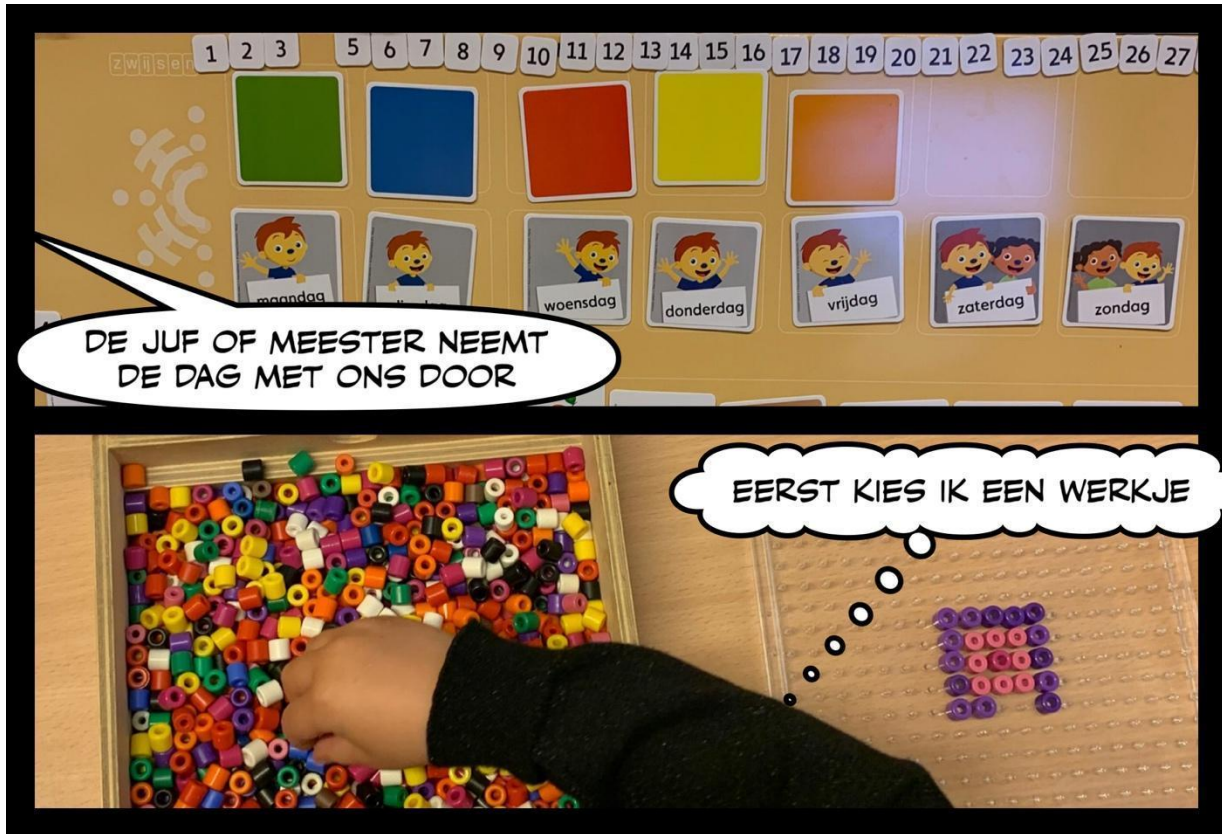 zwijsen
1 2 3 5 6 7 8 9 10 11 12 13 14 15 16 17 18 19 20 21 22 23 24 25 26 27
maandag
woensdag
donderdag
vrijdag
zaterdag
zondag
DE JUF OF MEESTER NEEMT
DE DAG MET ONS DOOR
EERST KIES IK EEN WERKJE